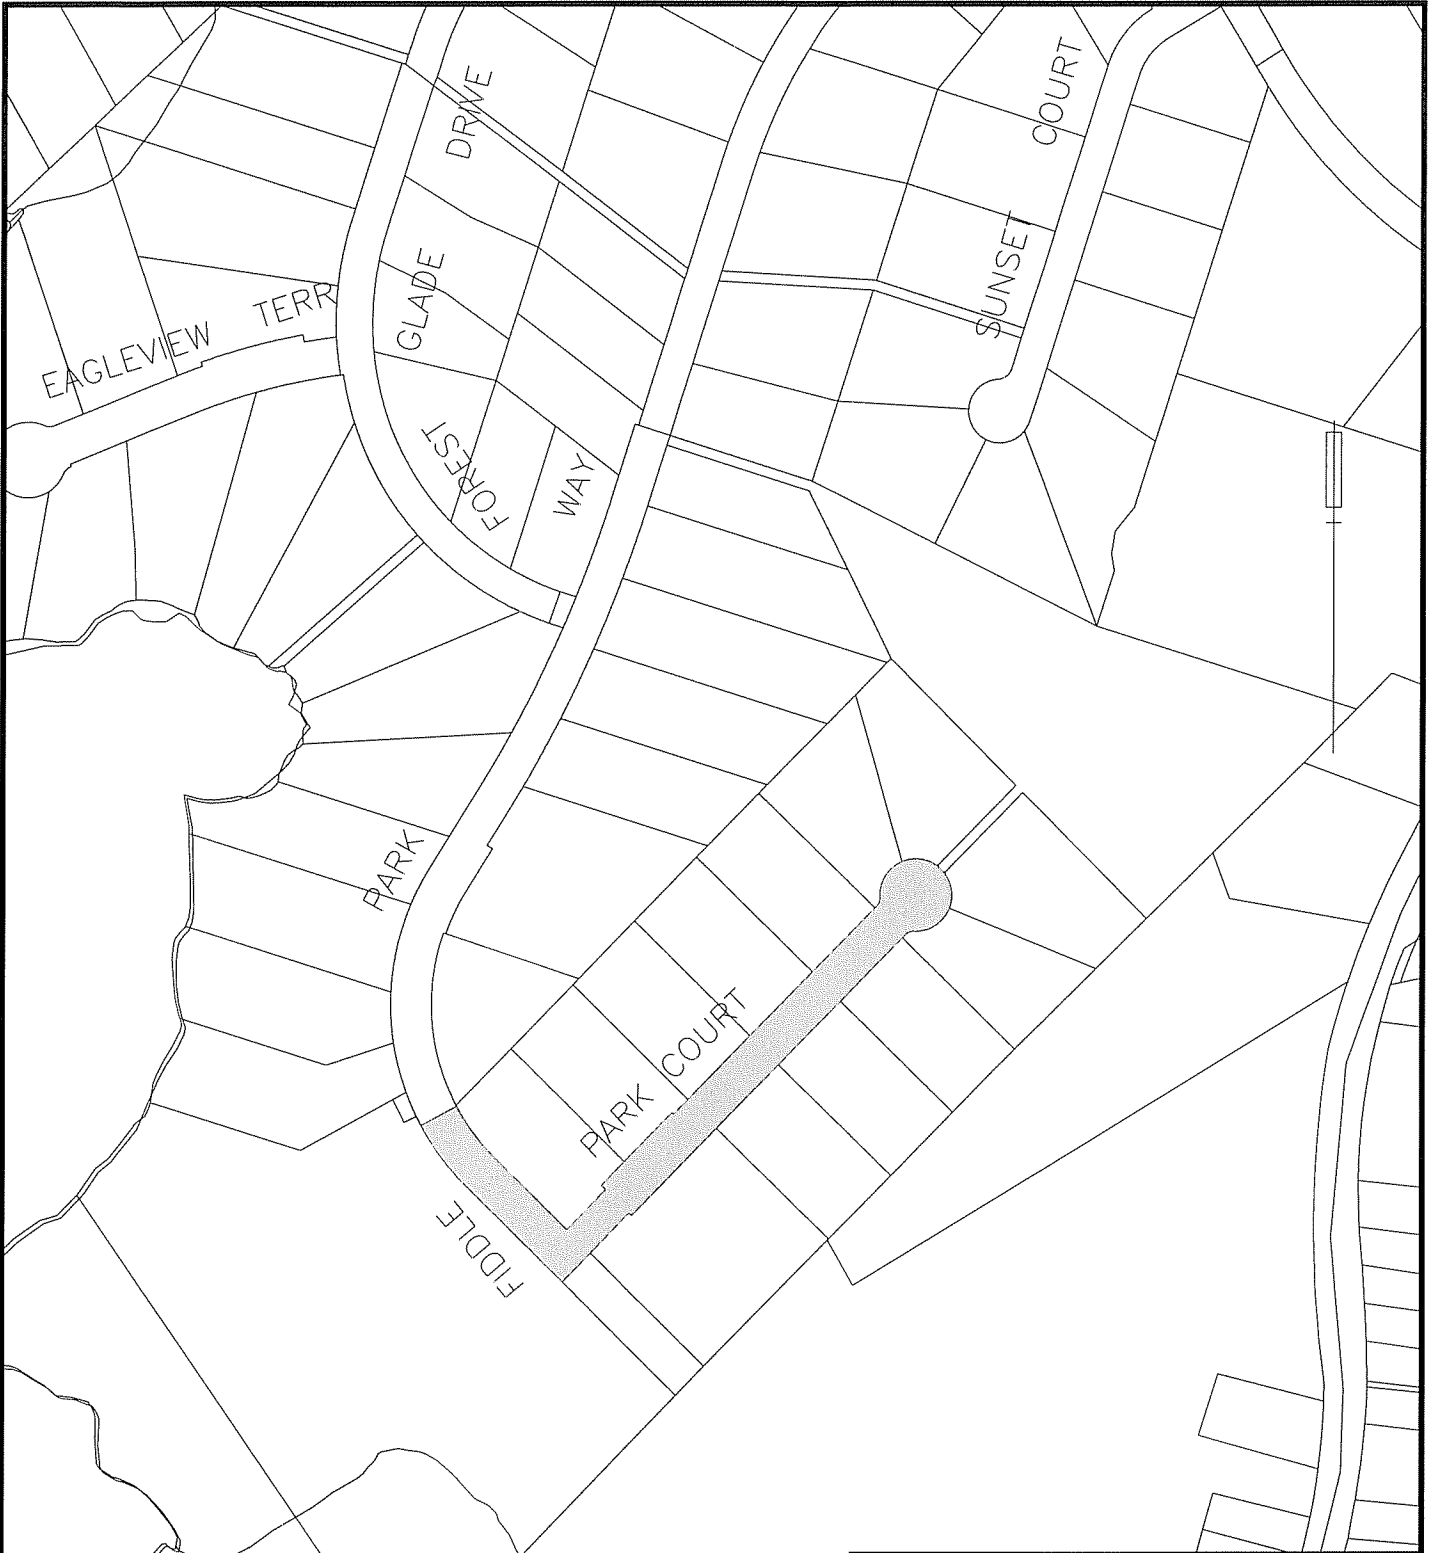 DRIVE
COURT
SUNSET
GLADE
EAGLEVIEW TERR
FOREST
WAY
PARK
PARK COURT
FIDDLE